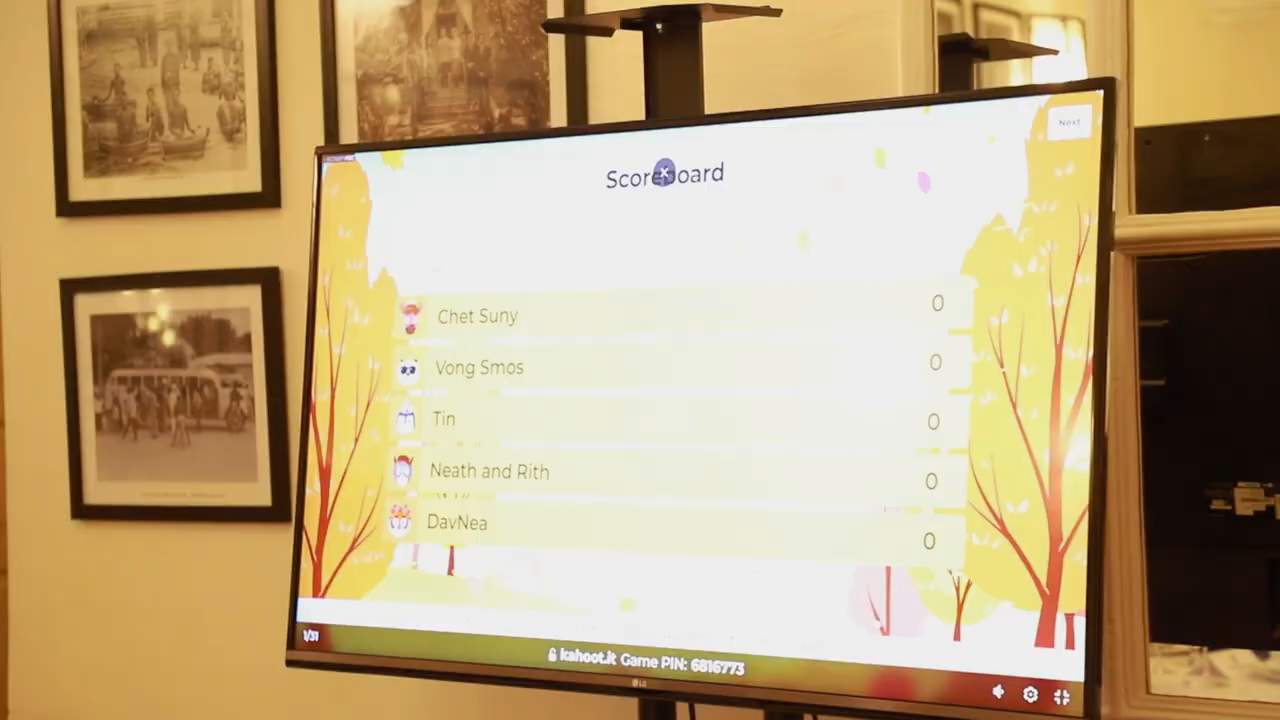 Next
Scoreboard
Chet Suny 0
Vong Smos 0
Tin 0
Neath and Rith 0
DavNea 0
1/31
kahoot.it Game PIN: 6816773
LG